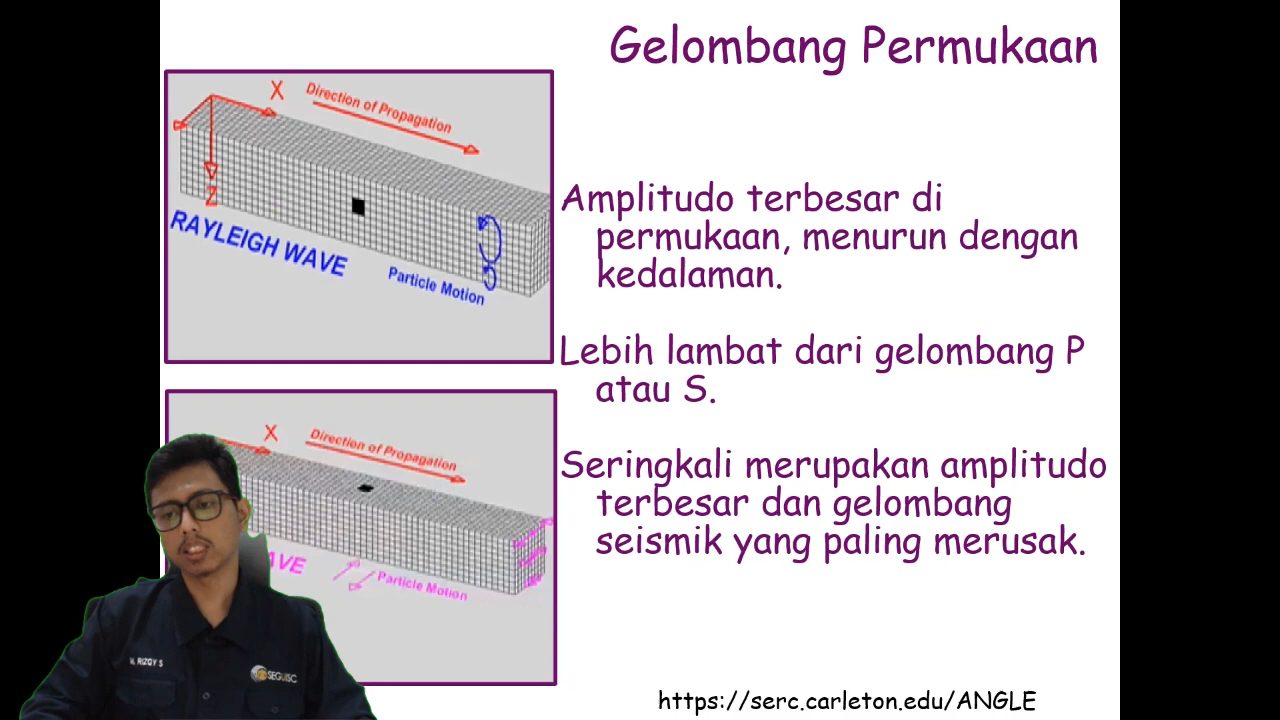 Gelombang Permukaan
X
Direction of Propagation
Z
RAYLEIGH WAVE
Particle Motion
Amplitudo terbesar di
permukaan, menurun dengan
kedalaman.
Lebih lambat dari gelombang P
atau S.
Seringkali merupakan amplitudo
terbesar dan gelombang
seismik yang paling merusak.
X
Direction of Propagation
Particle Motion
M. RIZQY S
SEGUISC
https://serc.carleton.edu/ANGLE